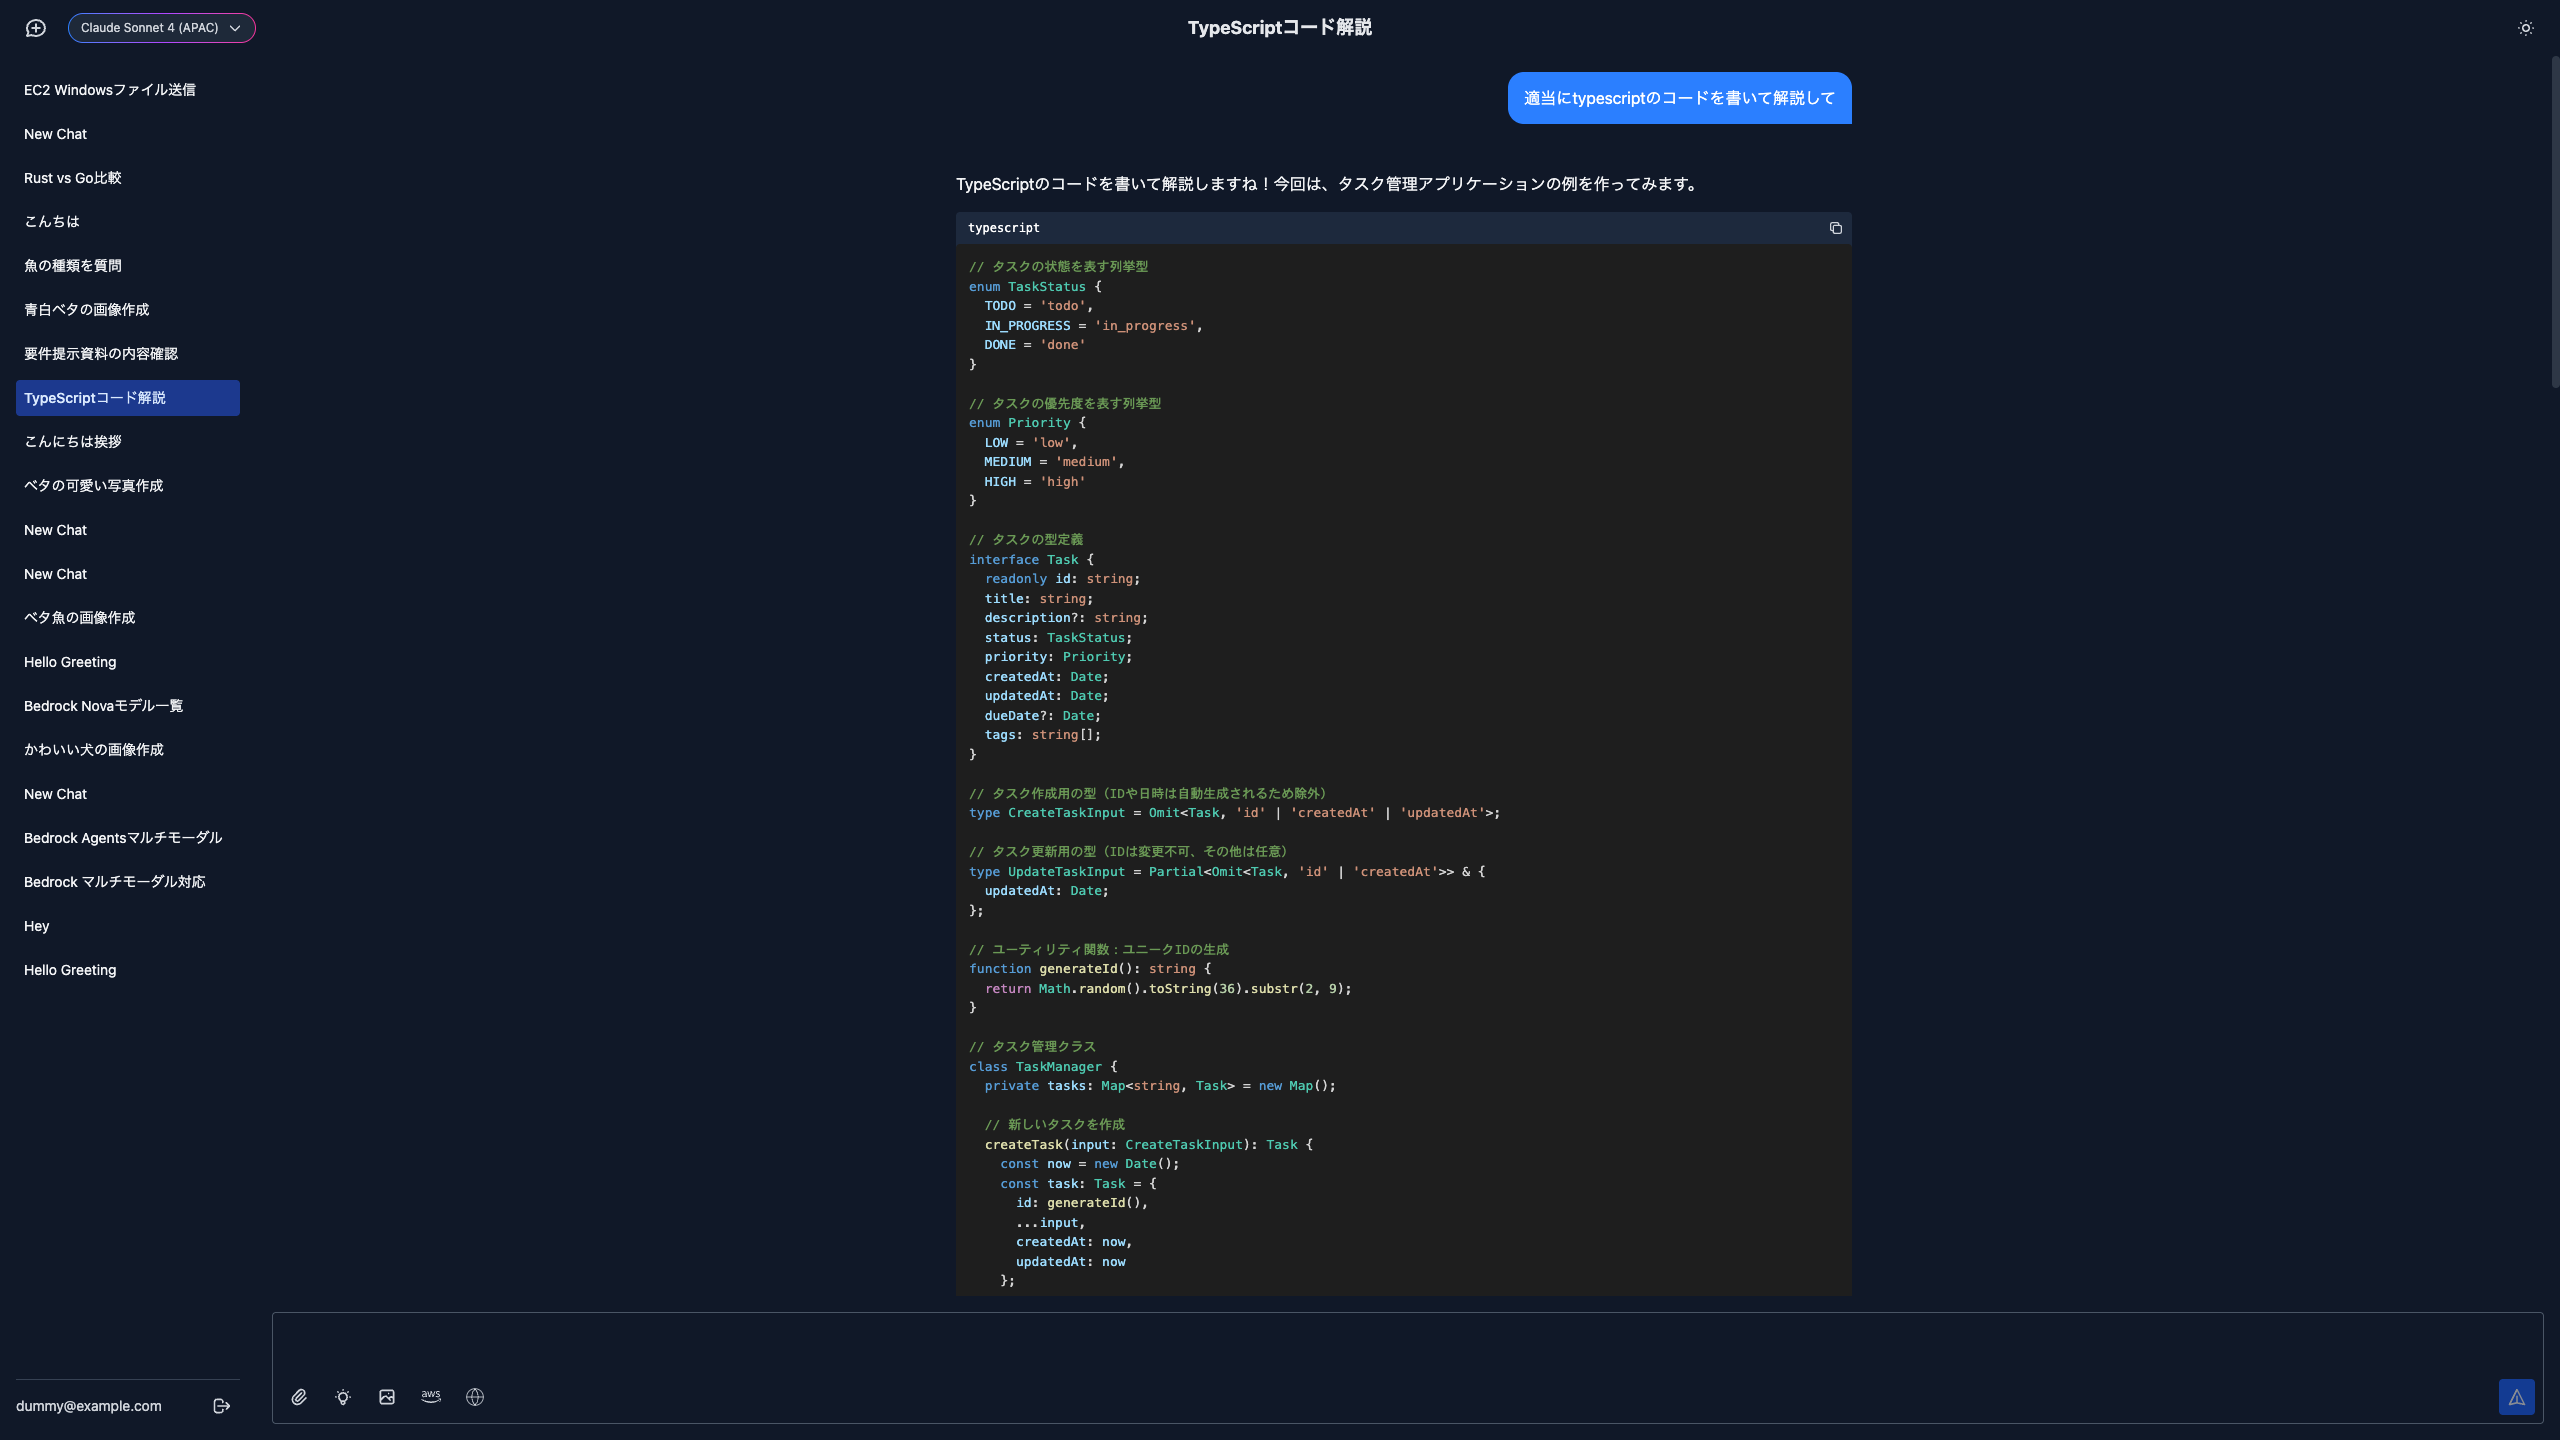 Claude Sonnet 4 (APAC)
TypeScriptコード解説
EC2 Windowsファイル送信
New Chat
Rust vs Go比較
こんちは
魚の種類を質問
青白ベタの画像作成
要件提示資料の内容確認
TypeScriptコード解説
こんにちは挨拶
ベタの可愛い写真作成
New Chat
New Chat
ベタ魚の画像作成
Hello Greeting
Bedrock Novaモデル一覧
かわいい犬の画像作成
New Chat
Bedrock Agentsマルチモーダル
Bedrock マルチモーダル対応
Hey
Hello Greeting
dummy@example.com
適当にtypescriptのコードを書いて解説して
TypeScriptのコードを書いて解説しますね！今回は、タスク管理アプリケーションの例を作ってみます。
typescript
// タスクの状態を表す列挙型
enum TaskStatus {
  TODO = 'todo',
  IN_PROGRESS = 'in_progress',
  DONE = 'done'
}
// タスクの優先度を表す列挙型
enum Priority {
  LOW = 'low',
  MEDIUM = 'medium',
  HIGH = 'high'
}
// タスクの型定義
interface Task {
  readonly id: string;
  title: string;
  description?: string;
  status: TaskStatus;
  priority: Priority;
  createdAt: Date;
  updatedAt: Date;
  dueDate?: Date;
  tags: string[];
}
// タスク作成用の型（IDや日時は自動生成されるため除外）
type CreateTaskInput = Omit<Task, 'id' | 'createdAt' | 'updatedAt'>;
// タスク更新用の型（IDは変更不可、その他は任意）
type UpdateTaskInput = Partial<Omit<Task, 'id' | 'createdAt'>> & {
  updatedAt: Date;
};
// ユーティリティ関数：ユニークIDの生成
function generateId(): string {
  return Math.random().toString(36).substr(2, 9);
}
// タスク管理クラス
class TaskManager {
  private tasks: Map<string, Task> = new Map();
  // 新しいタスクを作成
  createTask(input: CreateTaskInput): Task {
    const now = new Date();
    const task: Task = {
      id: generateId(),
      ...input,
      createdAt: now,
      updatedAt: now
    };
aws